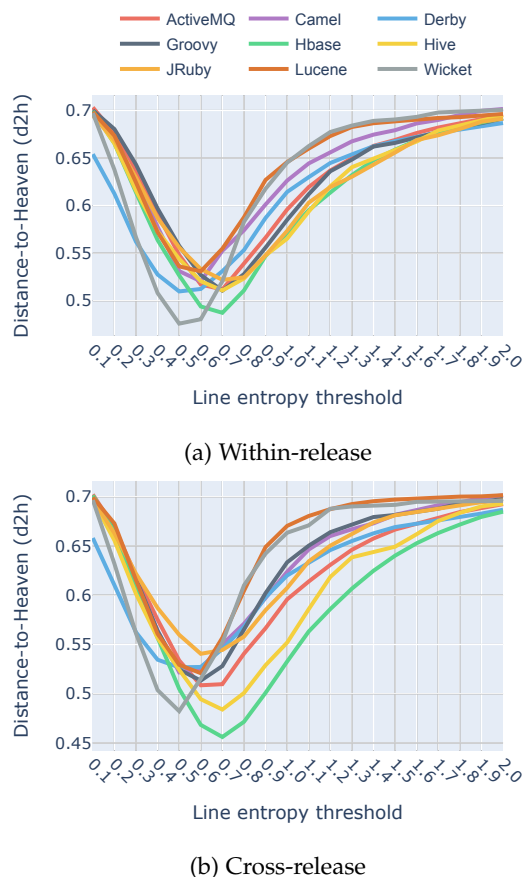 ActiveMQ Camel Derby
Groovy Hbase Hive
JRuby Lucene Wicket
0.7
0.65
0.6
0.55
0.5
Distance-to-Heaven (d2h)
0.1 0.2 0.3 0.4 0.5 0.6 0.7 0.8 0.9 1.0 1.1 1.2 1.3 1.4 1.5 1.6 1.7 1.8 1.9 2.0
Line entropy threshold
(a) Within-release
0.7
0.65
0.6
0.55
0.5
0.45
Distance-to-Heaven (d2h)
0.1 0.2 0.3 0.4 0.5 0.6 0.7 0.8 0.9 1.0 1.1 1.2 1.3 1.4 1.5 1.6 1.7 1.8 1.9 2.0
Line entropy threshold
(b) Cross-release